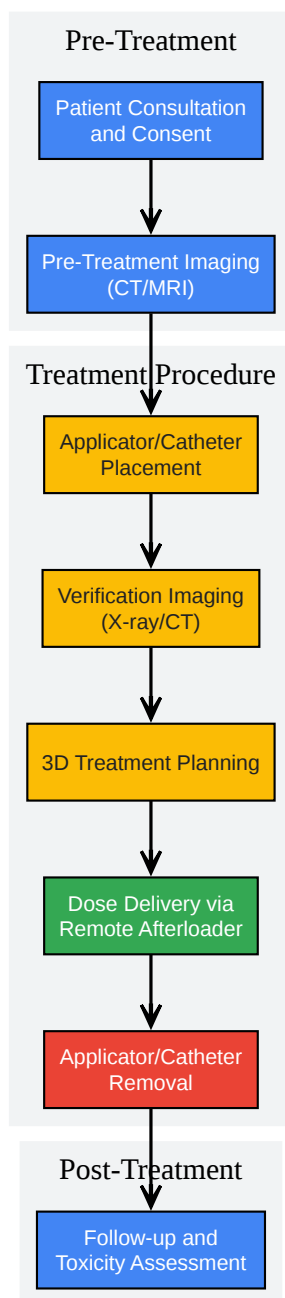 Pre-Treatment
Patient Consultation
and Consent
Pre-Treatment Imaging
(CT/MRI)
Treatment Procedure
Applicator/Catheter
Placement
Verification Imaging
(X-ray/CT)
3D Treatment Planning
Dose Delivery via
Remote Afterloader
Applicator/Catheter
Removal
Post-Treatment
Follow-up and
Toxicity Assessment